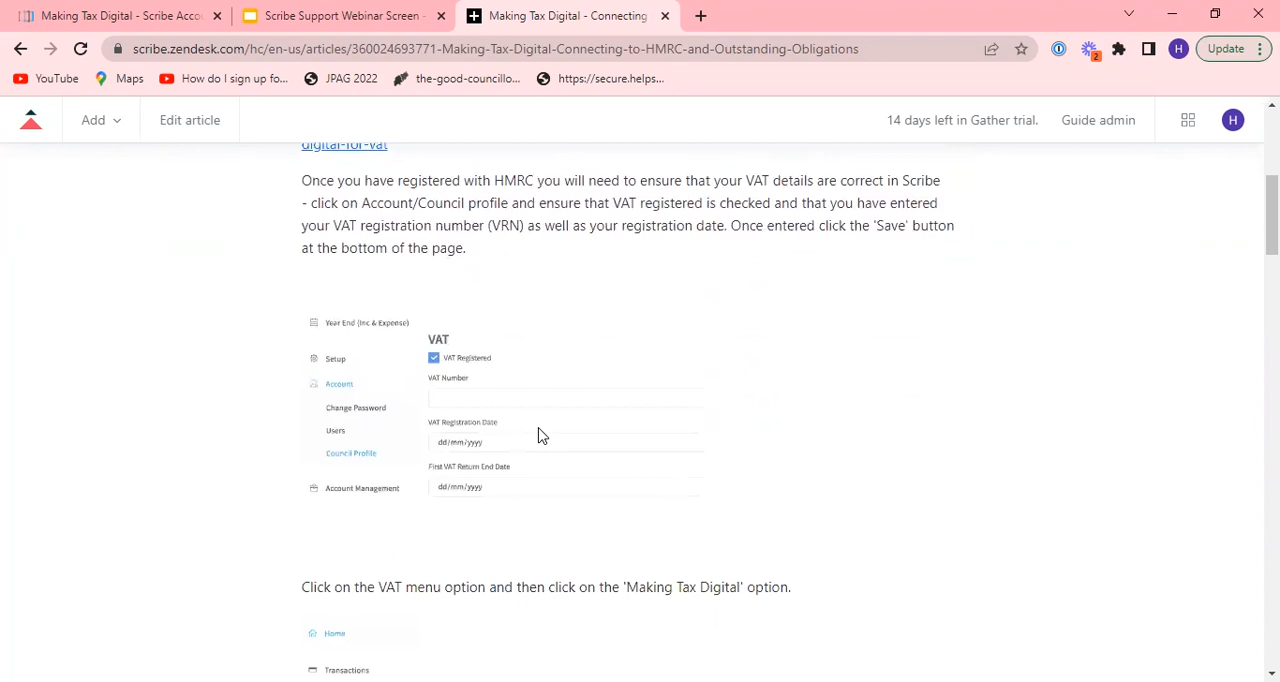 Making Tax Digital - Scribe Accou
Scribe Support Webinar Screen -
Making Tax Digital - Connecting
scribe.zendesk.com/hc/en-us/articles/360024693771-Making-Tax-Digital-Connecting-to-HMRC-and-Outstanding-Obligations
2
H
Update
YouTube
Maps
How do I sign up fo...
JPAG 2022
the-good-councillo...
https://secure.helps...
Add
Edit article
14 days left in Gather trial.
Guide admin
H
digital-for-vat
Once you have registered with HMRC you will need to ensure that your VAT details are correct in Scribe
- click on Account/Council profile and ensure that VAT registered is checked and that you have entered
your VAT registration number (VRN) as well as your registration date. Once entered click the 'Save' button
at the bottom of the page.
Year End (Inc & Expense)
Setup
Account
Change Password
Users
Council Profile
Account Management
VAT
VAT Registered
VAT Number
VAT Registration Date
dd/mm/yyyy
First VAT Return End Date
dd/mm/yyyy
Click on the VAT menu option and then click on the 'Making Tax Digital' option.
Home
Transactions